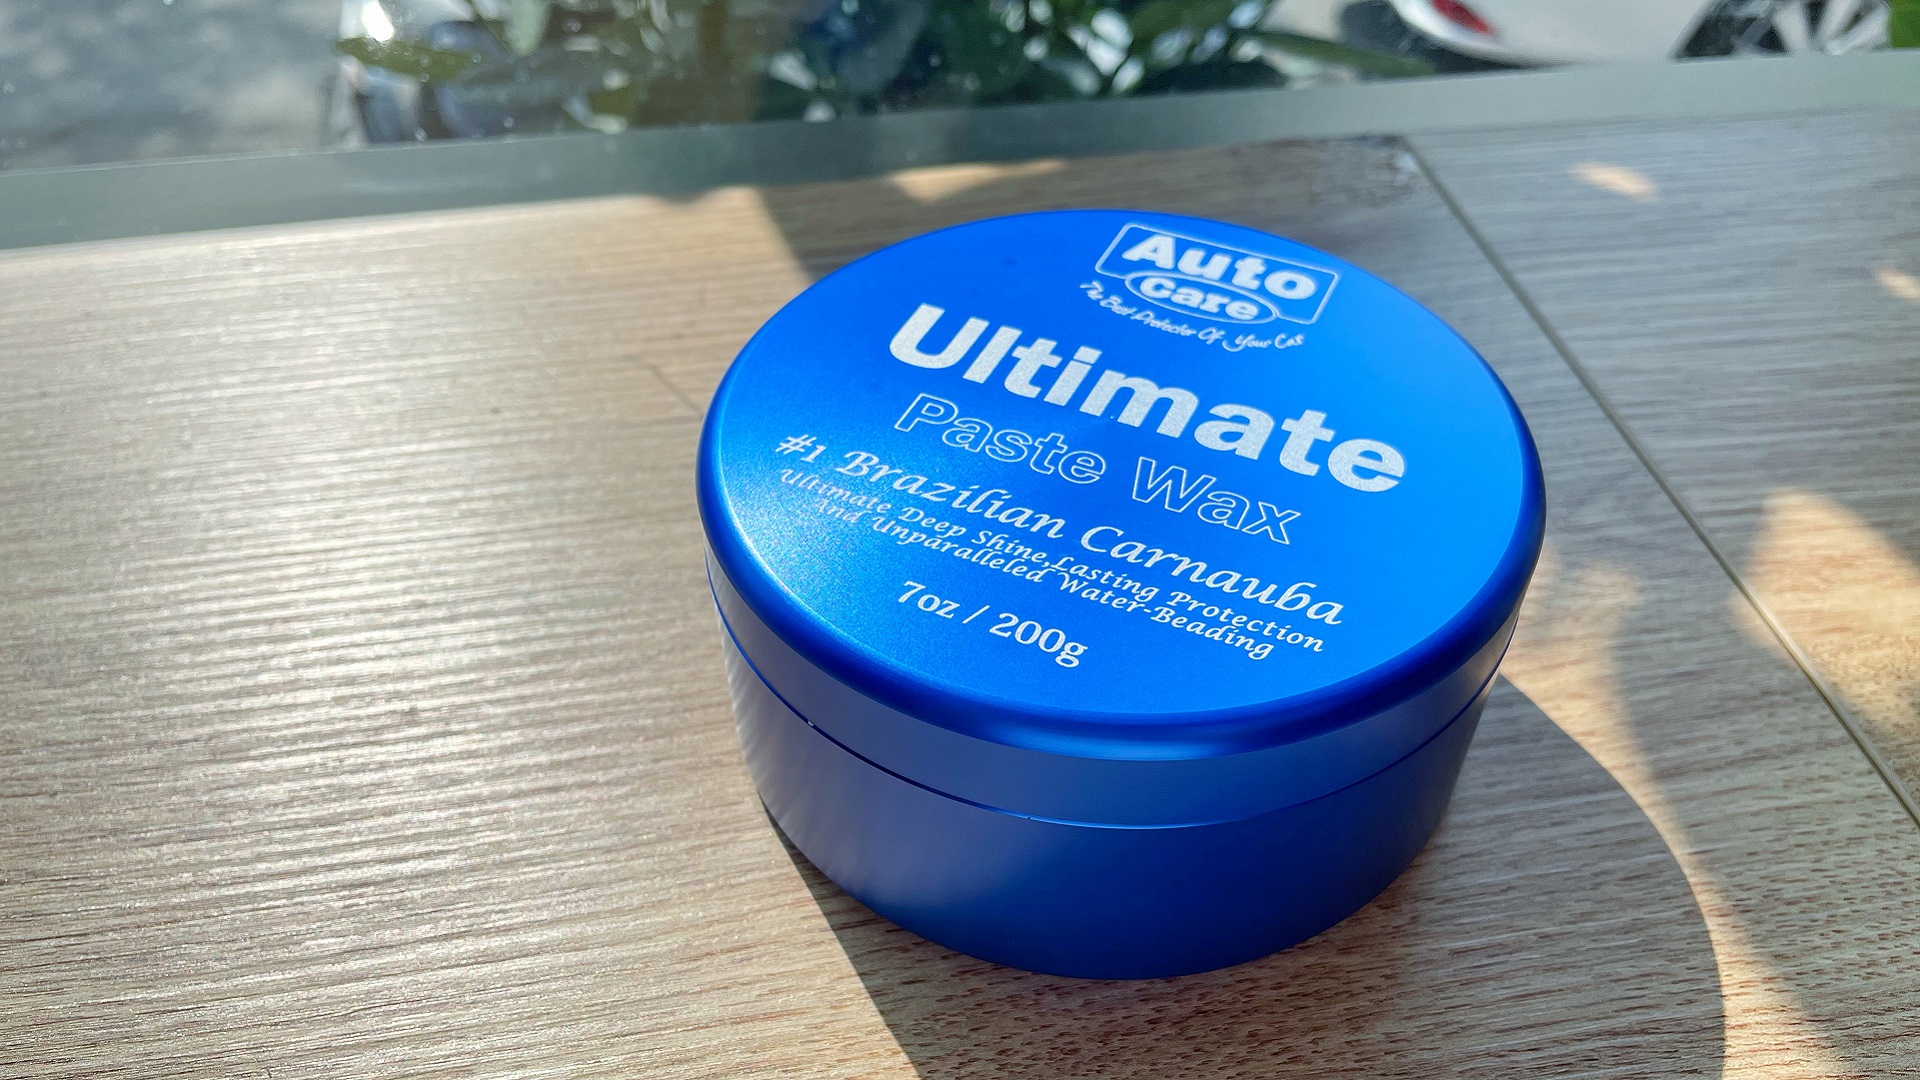 Auto
Care
The Best Protector Of Your Car
Ultimate
Paste Wax
#1 Brazilian Carnauba
Ultimate Deep Shine,Lasting Protection
And Unparalleled Water-Beading
7oz / 200g